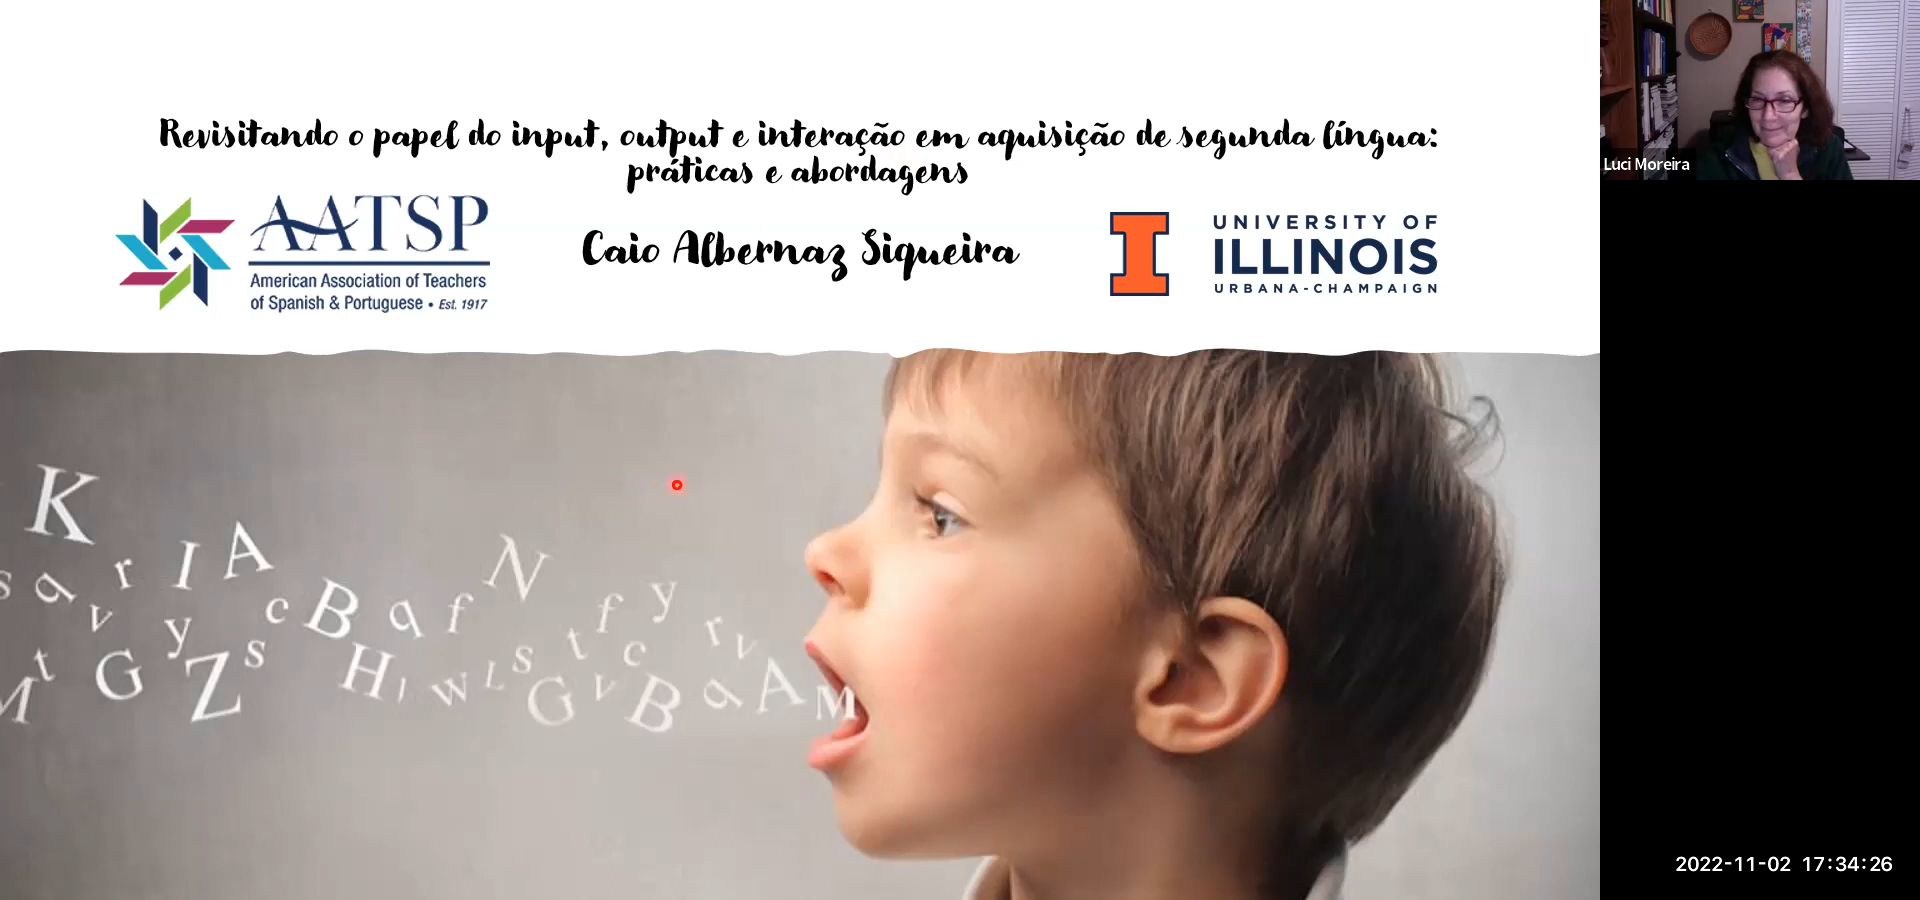 Revisitando o papel do input, output e interação em aquisição de segunda língua:
práticas e abordagens
AATSP
American Association of Teachers
of Spanish & Portuguese • Est. 1917
Caio Albernaz Siqueira
I
UNIVERSITY OF
ILLINOIS
URBANA-CHAMPAIGN
Luci Moreira
K
r I A N
s a v y c B a f f y
t G Z s H I w L s t c r v
M G v B a A M
2022-11-02 17:34:26